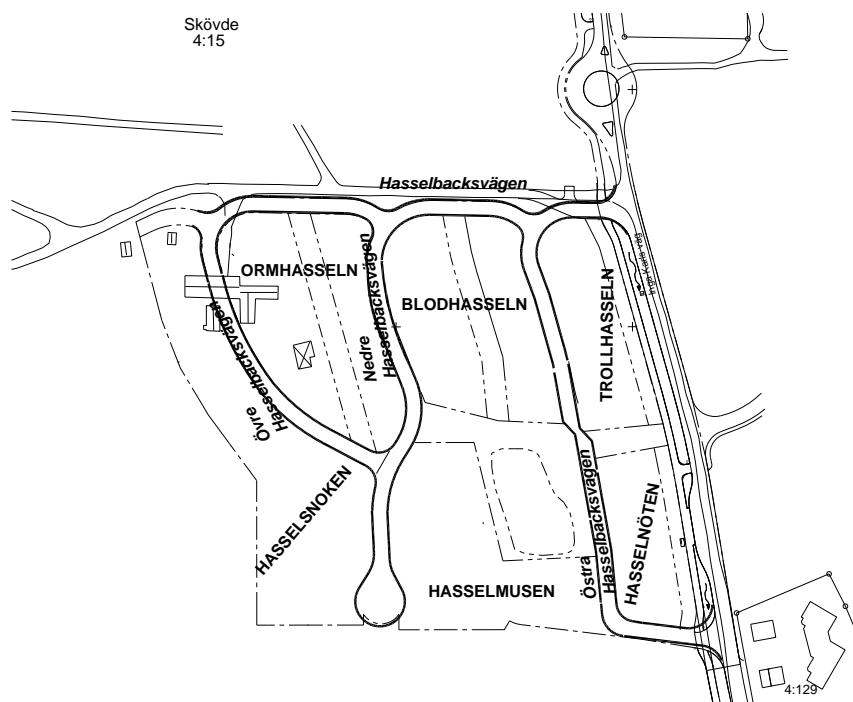 Skövde
4:15
Hasselbacksvägen
ORMHASSELN
BLODHASSELN
TROLLHASSELN
Nedre
Hasselbacksvägen
Övre
Hasselbacksvägen
HASSELSNOKEN
HASSELMUSEN
Östra
Hasselbacksvägen
HASSELNÖTEN
4:129